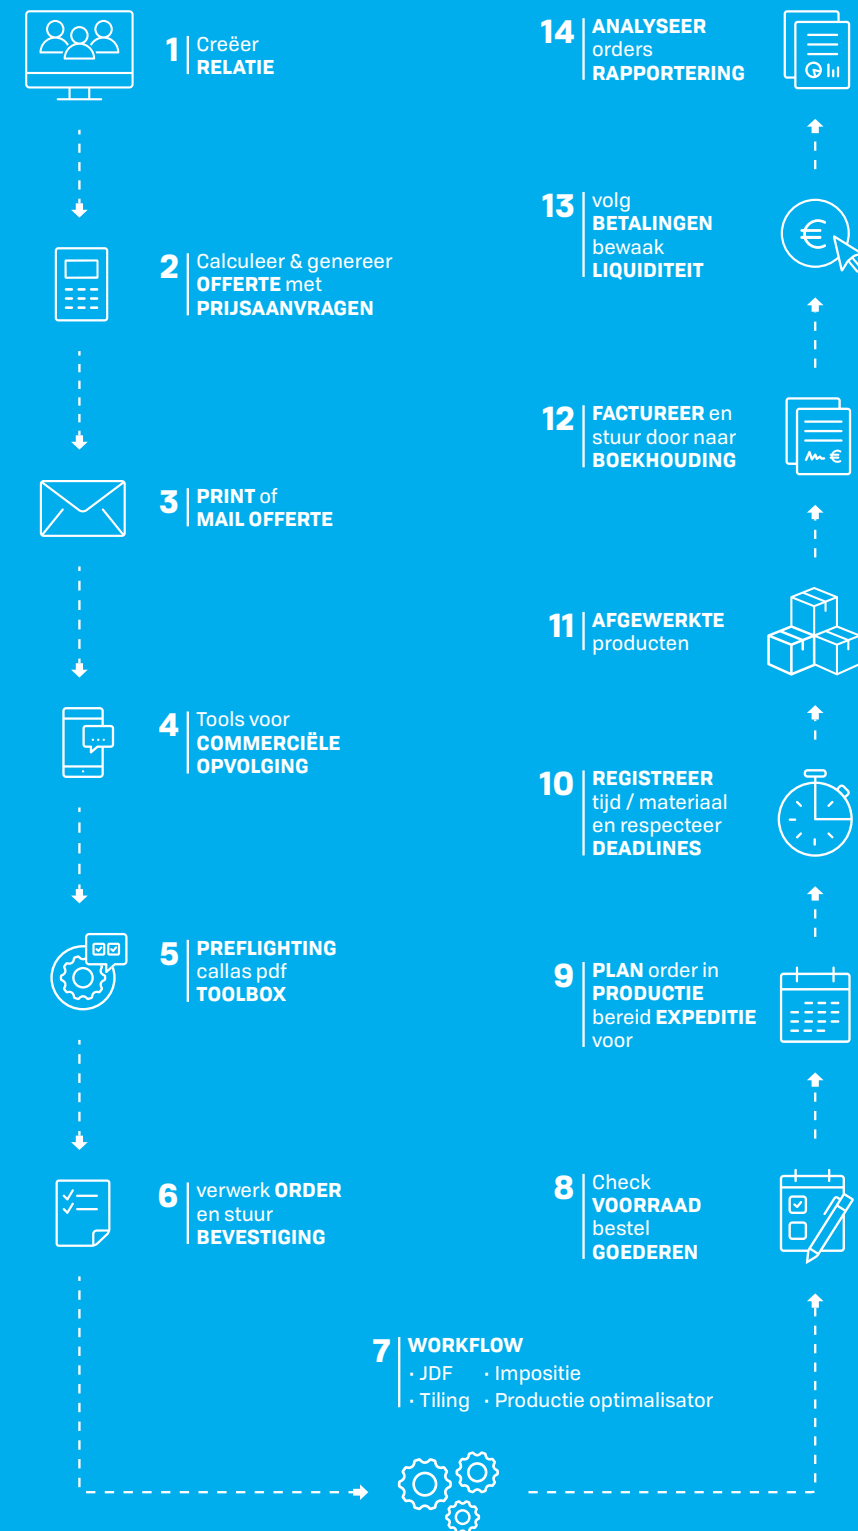 1
Creëer
RELATIE
2
Calculeer & genereer
OFFERTE met
PRIJSAANVRAGEN
3
PRINT of
MAIL OFFERTE
4
Tools voor
COMMERCIËLE
OPVOLGING
5
PREFLIGHTING
callas pdf
TOOLBOX
6
verwerk ORDER
en stuur
BEVESTIGING
7
WORKFLOW
· JDF · Impositie
· Tiling · Productie optimalisator
8
Check
VOORRAAD
bestel
GOEDEREN
9
PLAN order in
PRODUCTIE
bereid EXPEDITIE
voor
10
REGISTREER
tijd / materiaal
en respecteer
DEADLINES
11
AFGEWERKTE
producten
12
FACTUREER en
stuur door naar
BOEKHOUDING
13
volg
BETALINGEN
bewaak
LIQUIDITEIT
14
ANALYSEER
orders
RAPPORTERING